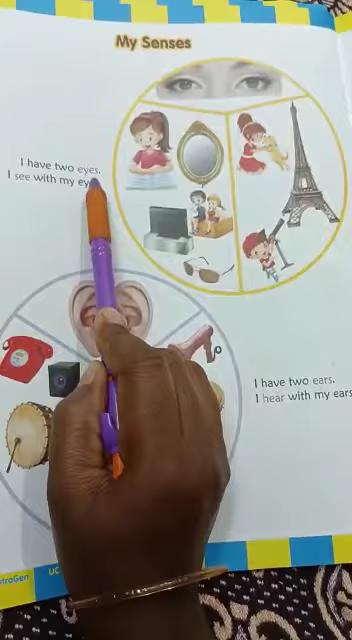 My Senses
I have two eyes.
I see with my
I have two ears.
I hear with my ears